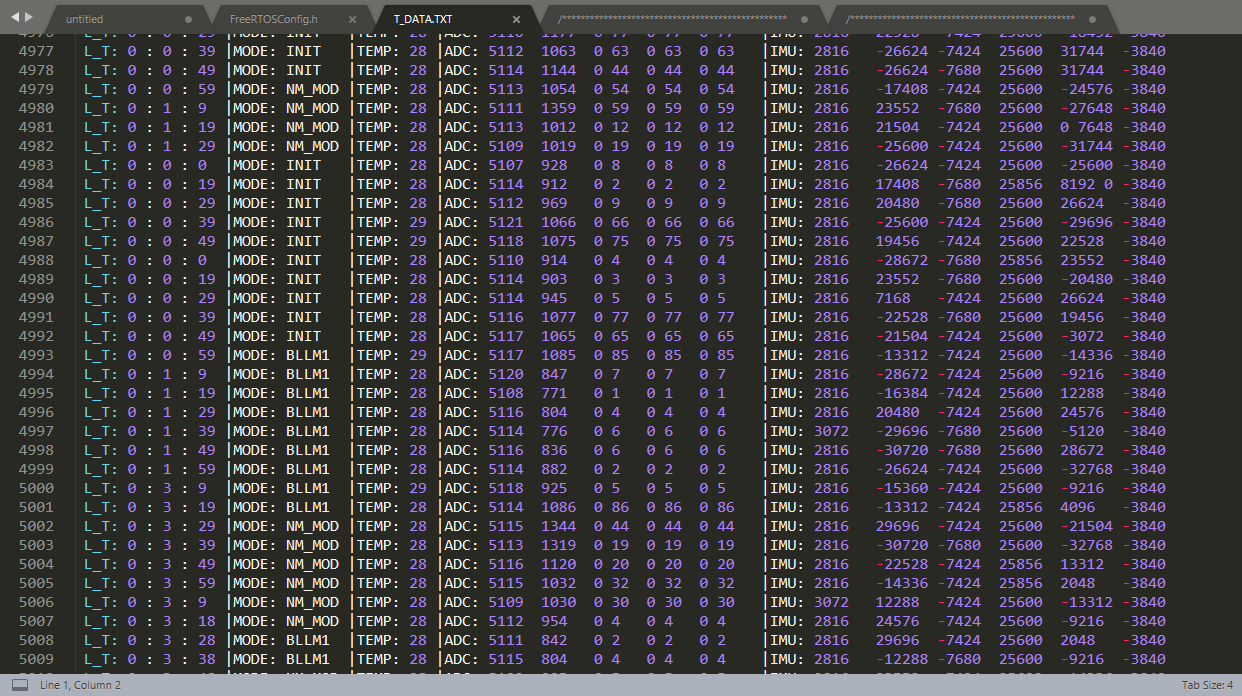 untitled FreeRTOSConfig.h T_DATA.TXT
4977 L_T: 0 : 0 : 39 |MODE: INIT |TEMP: 28 |ADC: 5112 1063 0 63 0 63 0 63 |IMU: 2816 -26624 -7424 25600 31744 -3840
4978 L_T: 0 : 0 : 49 |MODE: INIT |TEMP: 28 |ADC: 5114 1144 0 44 0 44 0 44 |IMU: 2816 -26624 -7680 25600 31744 -3840
4979 L_T: 0 : 0 : 59 |MODE: NM_MOD |TEMP: 28 |ADC: 5113 1054 0 54 0 54 0 54 |IMU: 2816 -17408 -7424 25600 -24576 -3840
4980 L_T: 0 : 1 : 9 |MODE: NM_MOD |TEMP: 28 |ADC: 5111 1359 0 59 0 59 0 59 |IMU: 2816 23552 -7680 25600 -27648 -3840
4981 L_T: 0 : 1 : 19 |MODE: NM_MOD |TEMP: 28 |ADC: 5113 1012 0 12 0 12 0 12 |IMU: 2816 21504 -7424 25600 0 7648 -3840
4982 L_T: 0 : 1 : 29 |MODE: NM_MOD |TEMP: 28 |ADC: 5109 1019 0 19 0 19 0 19 |IMU: 2816 -25600 -7424 25600 -31744 -3840
4983 L_T: 0 : 0 : 0 |MODE: INIT |TEMP: 28 |ADC: 5107 928 0 8 0 8 0 8 |IMU: 2816 -26624 -7424 25600 -25600 -3840
4984 L_T: 0 : 0 : 19 |MODE: INIT |TEMP: 28 |ADC: 5114 912 0 2 0 2 0 2 |IMU: 2816 17408 -7680 25856 8192 0 -3840
4985 L_T: 0 : 0 : 29 |MODE: INIT |TEMP: 28 |ADC: 5112 969 0 9 0 9 0 9 |IMU: 2816 20480 -7680 25600 26624 -3840
4986 L_T: 0 : 0 : 39 |MODE: INIT |TEMP: 29 |ADC: 5121 1066 0 66 0 66 0 66 |IMU: 2816 -25600 -7424 25600 -29696 -3840
4987 L_T: 0 : 0 : 49 |MODE: INIT |TEMP: 29 |ADC: 5118 1075 0 75 0 75 0 75 |IMU: 2816 19456 -7424 25600 22528 -3840
4988 L_T: 0 : 0 : 0 |MODE: INIT |TEMP: 28 |ADC: 5110 914 0 4 0 4 0 4 |IMU: 2816 -28672 -7680 25856 23552 -3840
4989 L_T: 0 : 0 : 19 |MODE: INIT |TEMP: 28 |ADC: 5114 903 0 3 0 3 0 3 |IMU: 2816 23552 -7680 25600 -20480 -3840
4990 L_T: 0 : 0 : 29 |MODE: INIT |TEMP: 28 |ADC: 5114 945 0 5 0 5 0 5 |IMU: 2816 7168 -7424 25600 26624 -3840
4991 L_T: 0 : 0 : 39 |MODE: INIT |TEMP: 28 |ADC: 5116 1077 0 77 0 77 0 77 |IMU: 2816 -22528 -7680 25600 19456 -3840
4992 L_T: 0 : 0 : 49 |MODE: INIT |TEMP: 28 |ADC: 5117 1065 0 65 0 65 0 65 |IMU: 2816 -21504 -7424 25600 -3072 -3840
4993 L_T: 0 : 0 : 59 |MODE: BLLM1 |TEMP: 29 |ADC: 5117 1085 0 85 0 85 0 85 |IMU: 2816 -13312 -7424 25600 -14336 -3840
4994 L_T: 0 : 1 : 9 |MODE: BLLM1 |TEMP: 28 |ADC: 5120 847 0 7 0 7 0 7 |IMU: 2816 -28672 -7424 25600 -9216 -3840
4995 L_T: 0 : 1 : 19 |MODE: BLLM1 |TEMP: 28 |ADC: 5108 771 0 1 0 1 0 1 |IMU: 2816 -16384 -7424 25600 12288 -3840
4996 L_T: 0 : 1 : 29 |MODE: BLLM1 |TEMP: 28 |ADC: 5116 804 0 4 0 4 0 4 |IMU: 2816 20480 -7424 25600 24576 -3840
4997 L_T: 0 : 1 : 39 |MODE: BLLM1 |TEMP: 28 |ADC: 5114 776 0 6 0 6 0 6 |IMU: 3072 -29696 -7680 25600 -5120 -3840
4998 L_T: 0 : 1 : 49 |MODE: BLLM1 |TEMP: 28 |ADC: 5116 836 0 6 0 6 0 6 |IMU: 2816 -30720 -7680 25600 28672 -3840
4999 L_T: 0 : 1 : 59 |MODE: BLLM1 |TEMP: 28 |ADC: 5114 882 0 2 0 2 0 2 |IMU: 2816 -26624 -7424 25600 -32768 -3840
5000 L_T: 0 : 3 : 9 |MODE: BLLM1 |TEMP: 29 |ADC: 5118 925 0 5 0 5 0 5 |IMU: 2816 -15360 -7424 25600 -9216 -3840
5001 L_T: 0 : 3 : 19 |MODE: BLLM1 |TEMP: 28 |ADC: 5114 1086 0 86 0 86 0 86 |IMU: 2816 -13312 -7424 25856 4096 -3840
5002 L_T: 0 : 3 : 29 |MODE: NM_MOD |TEMP: 28 |ADC: 5115 1344 0 44 0 44 0 44 |IMU: 2816 29696 -7424 25600 -21504 -3840
5003 L_T: 0 : 3 : 39 |MODE: NM_MOD |TEMP: 28 |ADC: 5113 1319 0 19 0 19 0 19 |IMU: 2816 -30720 -7680 25600 -32768 -3840
5004 L_T: 0 : 3 : 49 |MODE: NM_MOD |TEMP: 28 |ADC: 5116 1120 0 20 0 20 0 20 |IMU: 2816 -22528 -7680 25856 13312 -3840
5005 L_T: 0 : 3 : 59 |MODE: NM_MOD |TEMP: 28 |ADC: 5115 1032 0 32 0 32 0 32 |IMU: 2816 -14336 -7424 25856 2048 -3840
5006 L_T: 0 : 3 : 9 |MODE: NM_MOD |TEMP: 28 |ADC: 5109 1030 0 30 0 30 0 30 |IMU: 3072 12288 -7424 25600 -13312 -3840
5007 L_T: 0 : 3 : 18 |MODE: NM_MOD |TEMP: 28 |ADC: 5112 954 0 4 0 4 0 4 |IMU: 2816 24576 -7424 25600 -9216 -3840
5008 L_T: 0 : 3 : 28 |MODE: BLLM1 |TEMP: 28 |ADC: 5111 842 0 2 0 2 0 2 |IMU: 2816 29696 -7424 25600 2048 -3840
5009 L_T: 0 : 3 : 38 |MODE: BLLM1 |TEMP: 28 |ADC: 5115 804 0 4 0 4 0 4 |IMU: 2816 -12288 -7680 25600 -9216 -3840
Line 1, Column 2 Tab Size: 4